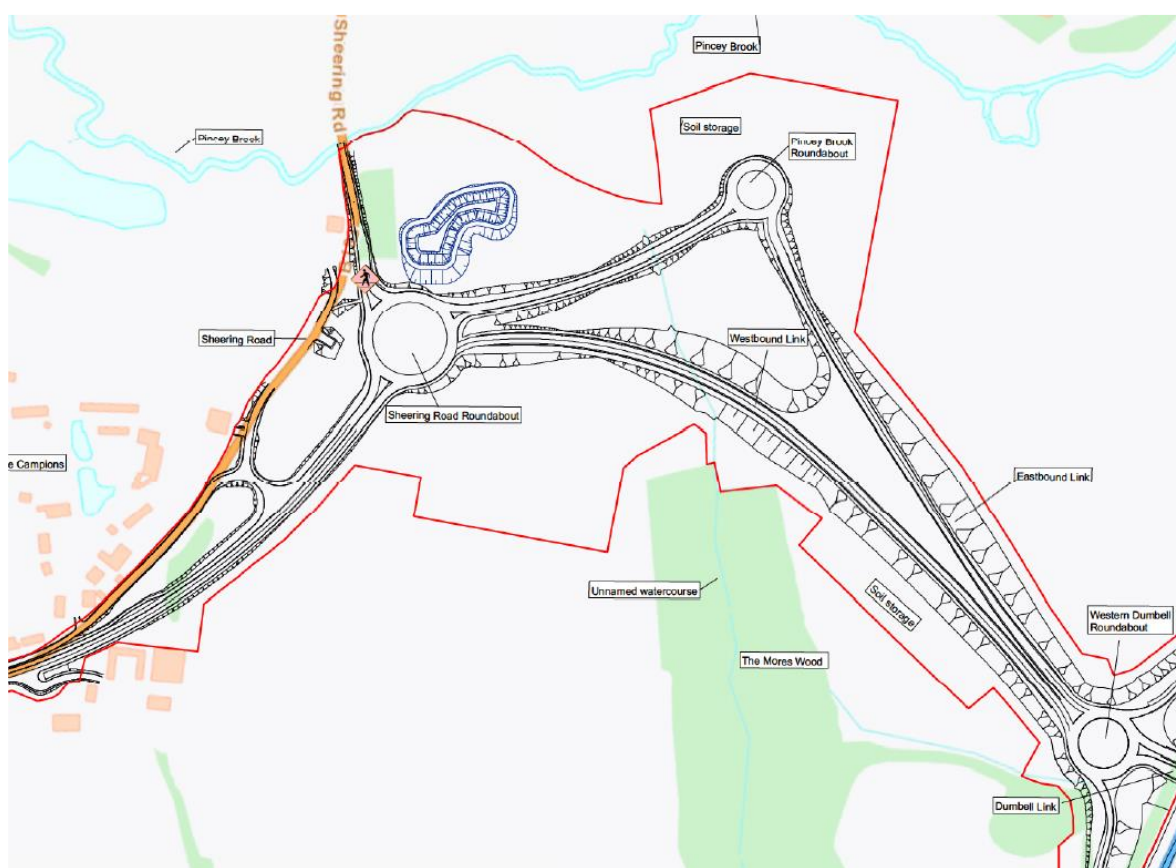 Pincey Brook
Sheering Rd
Soil storage
Pincey Brook
Pincey Brook
Roundabout
Sheering Road
Westbound Link
Sheering Road Roundabout
e Campions
Eastbound Link
Unnamed watercourse
Soil storage
Western Dumbell
Roundabout
The Mores Wood
Dumbell Link